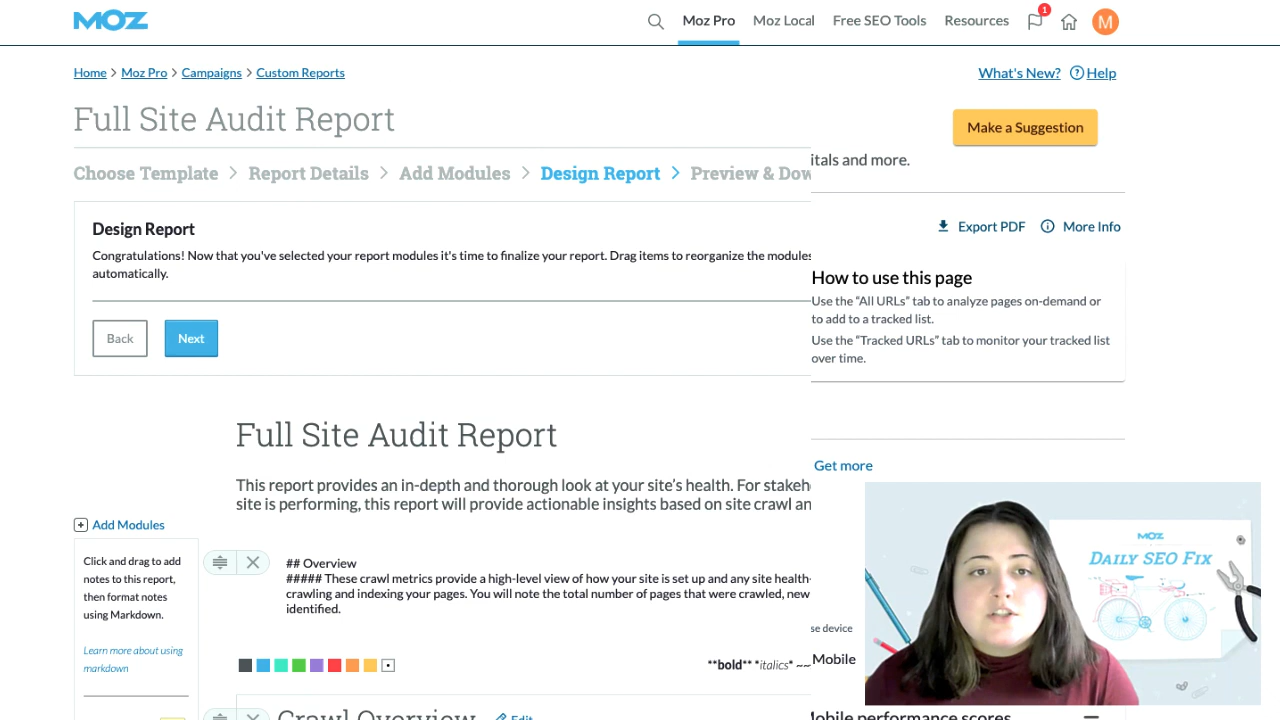 MOZ
Moz Pro
Moz Local
Free SEO Tools
Resources
1
M
Home > Moz Pro > Campaigns > Custom Reports
What's New?
Help
Full Site Audit Report
Make a Suggestion
itals and more.
Choose Template > Report Details > Add Modules > Design Report > Preview & Dow
Export PDF
More Info
Design Report
Congratulations! Now that you've selected your report modules it's time to finalize your report. Drag items to reorganize the modules
automatically.
Back
Next
How to use this page
Use the “All URLs” tab to analyze pages on-demand or
to add to a tracked list.
Use the “Tracked URLs” tab to monitor your tracked list
over time.
Full Site Audit Report
This report provides an in-depth and thorough look at your site’s health. For stakeh
site is performing, this report will provide actionable insights based on site crawl an
Get more
Add Modules
Click and drag to add
notes to this report,
then format notes
using Markdown.
Learn more about using
markdown
## Overview
##### These crawl metrics provide a high-level view of how your site is set up and any site health-
crawling and indexing your pages. You will note the total number of pages that were crawled, new
identified.
**bold** *italics* ~~
Crawl Overview
Edit
se device
Mobile
Mobile performance scores
MOZ
DAILY SEO FIX